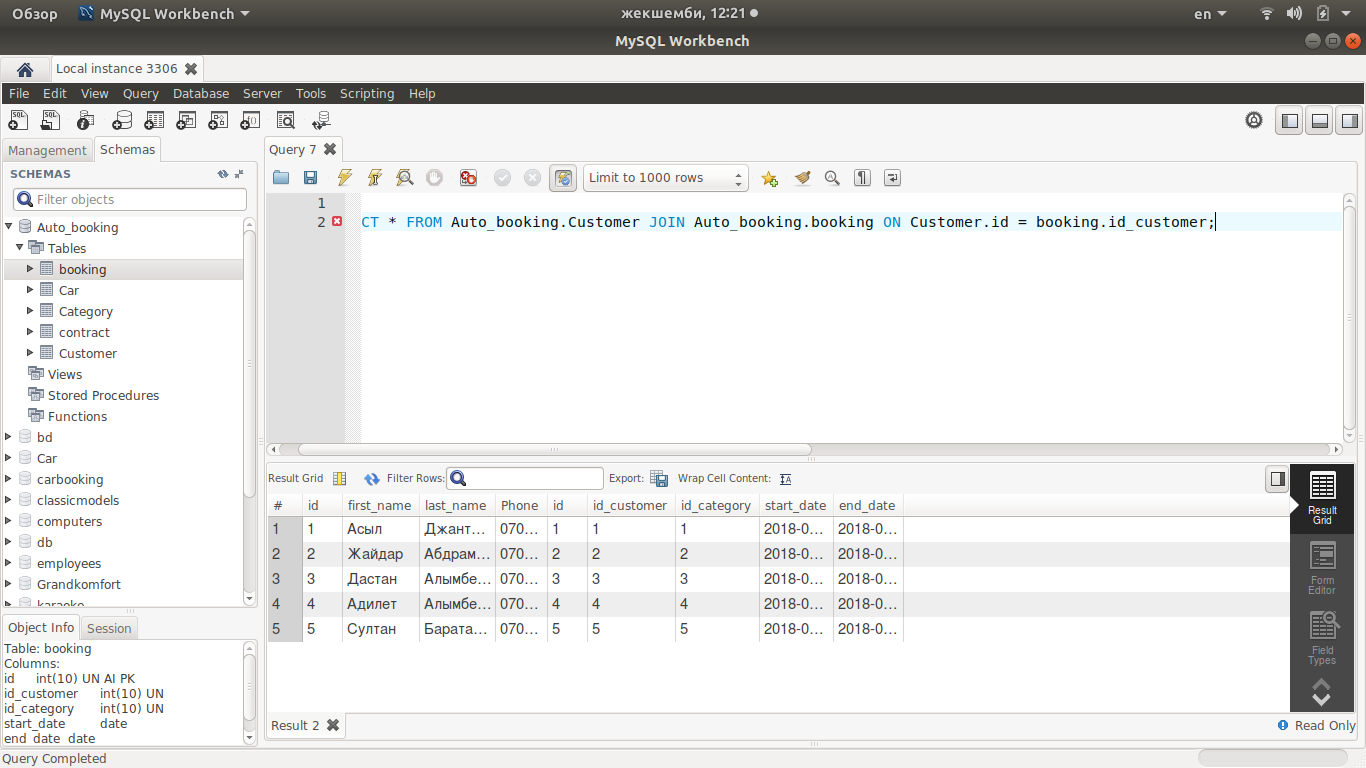 Обзор MySQL Workbench жекшемби, 12:21 en
MySQL Workbench
Local instance 3306
File Edit View Query Database Server Tools Scripting Help
Management Schemas
SCHEMAS
Filter objects
Auto_booking
Tables
booking
Car
Category
contract
Customer
Views
Stored Procedures
Functions
bd
Car
carbooking
classicmodels
computers
db
employees
Grandkomfort
karaoke
Object Info Session
Table: booking
Columns:
id int(10) UN AI PK
id_customer int(10) UN
id_category int(10) UN
start_date date
end_date date
Query 7
Limit to 1000 rows
1
2 CT * FROM Auto_booking.Customer JOIN Auto_booking.booking ON Customer.id = booking.id_customer;
Result Grid Filter Rows: Export: Wrap Cell Content:
# id first_name last_name Phone id id_customer id_category start_date end_date
1 1 Асыл Джант... 070... 1 1 1 2018-0... 2018-0...
2 2 Жайдар Абдрам... 070... 2 2 2 2018-0... 2018-0...
3 3 Дастан Алымбе... 070... 3 3 3 2018-0... 2018-0...
4 4 Адилет Алымбе... 070... 4 4 4 2018-0... 2018-0...
5 5 Султан Барата... 070... 5 5 5 2018-0... 2018-0...
Result
Grid
Form
Editor
Field
Types
Result 2
Read Only
Query Completed